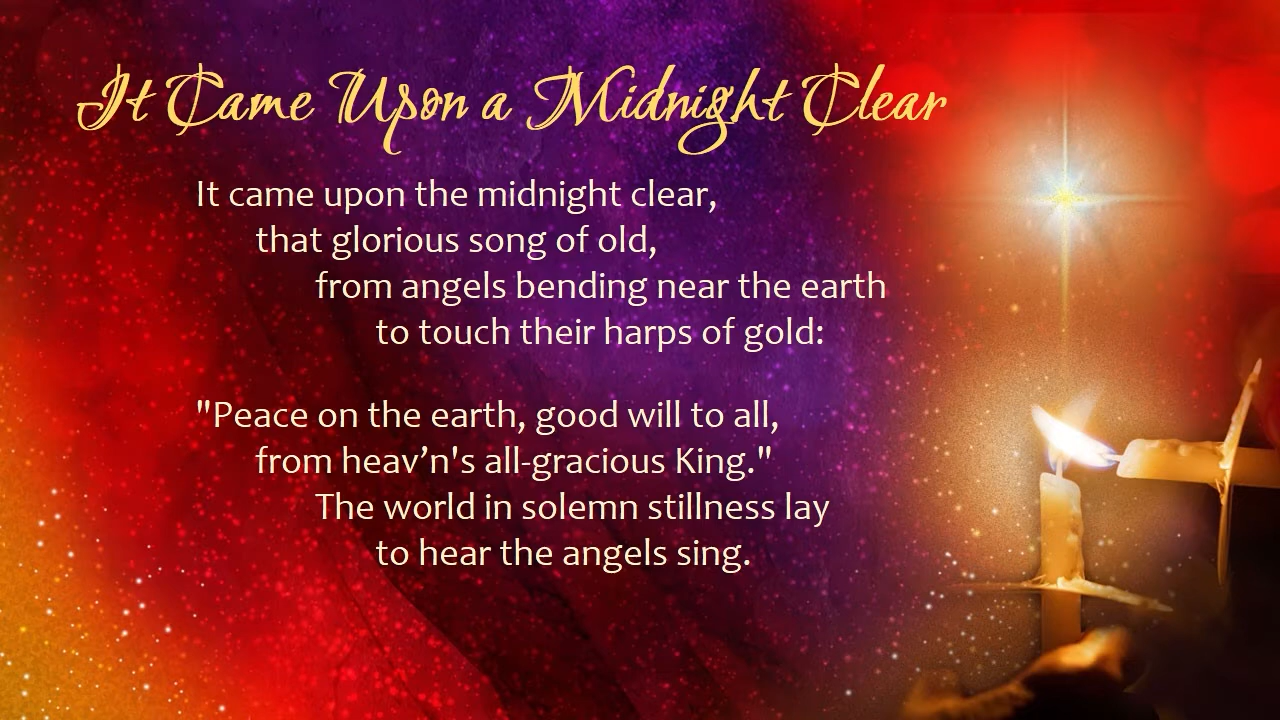 It Came Upon a Midnight Clear
It came upon the midnight clear,
that glorious song of old,
from angels bending near the earth
to touch their harps of gold:
"Peace on the earth, good will to all,
from heav’n's all-gracious King."
The world in solemn stillness lay
to hear the angels sing.